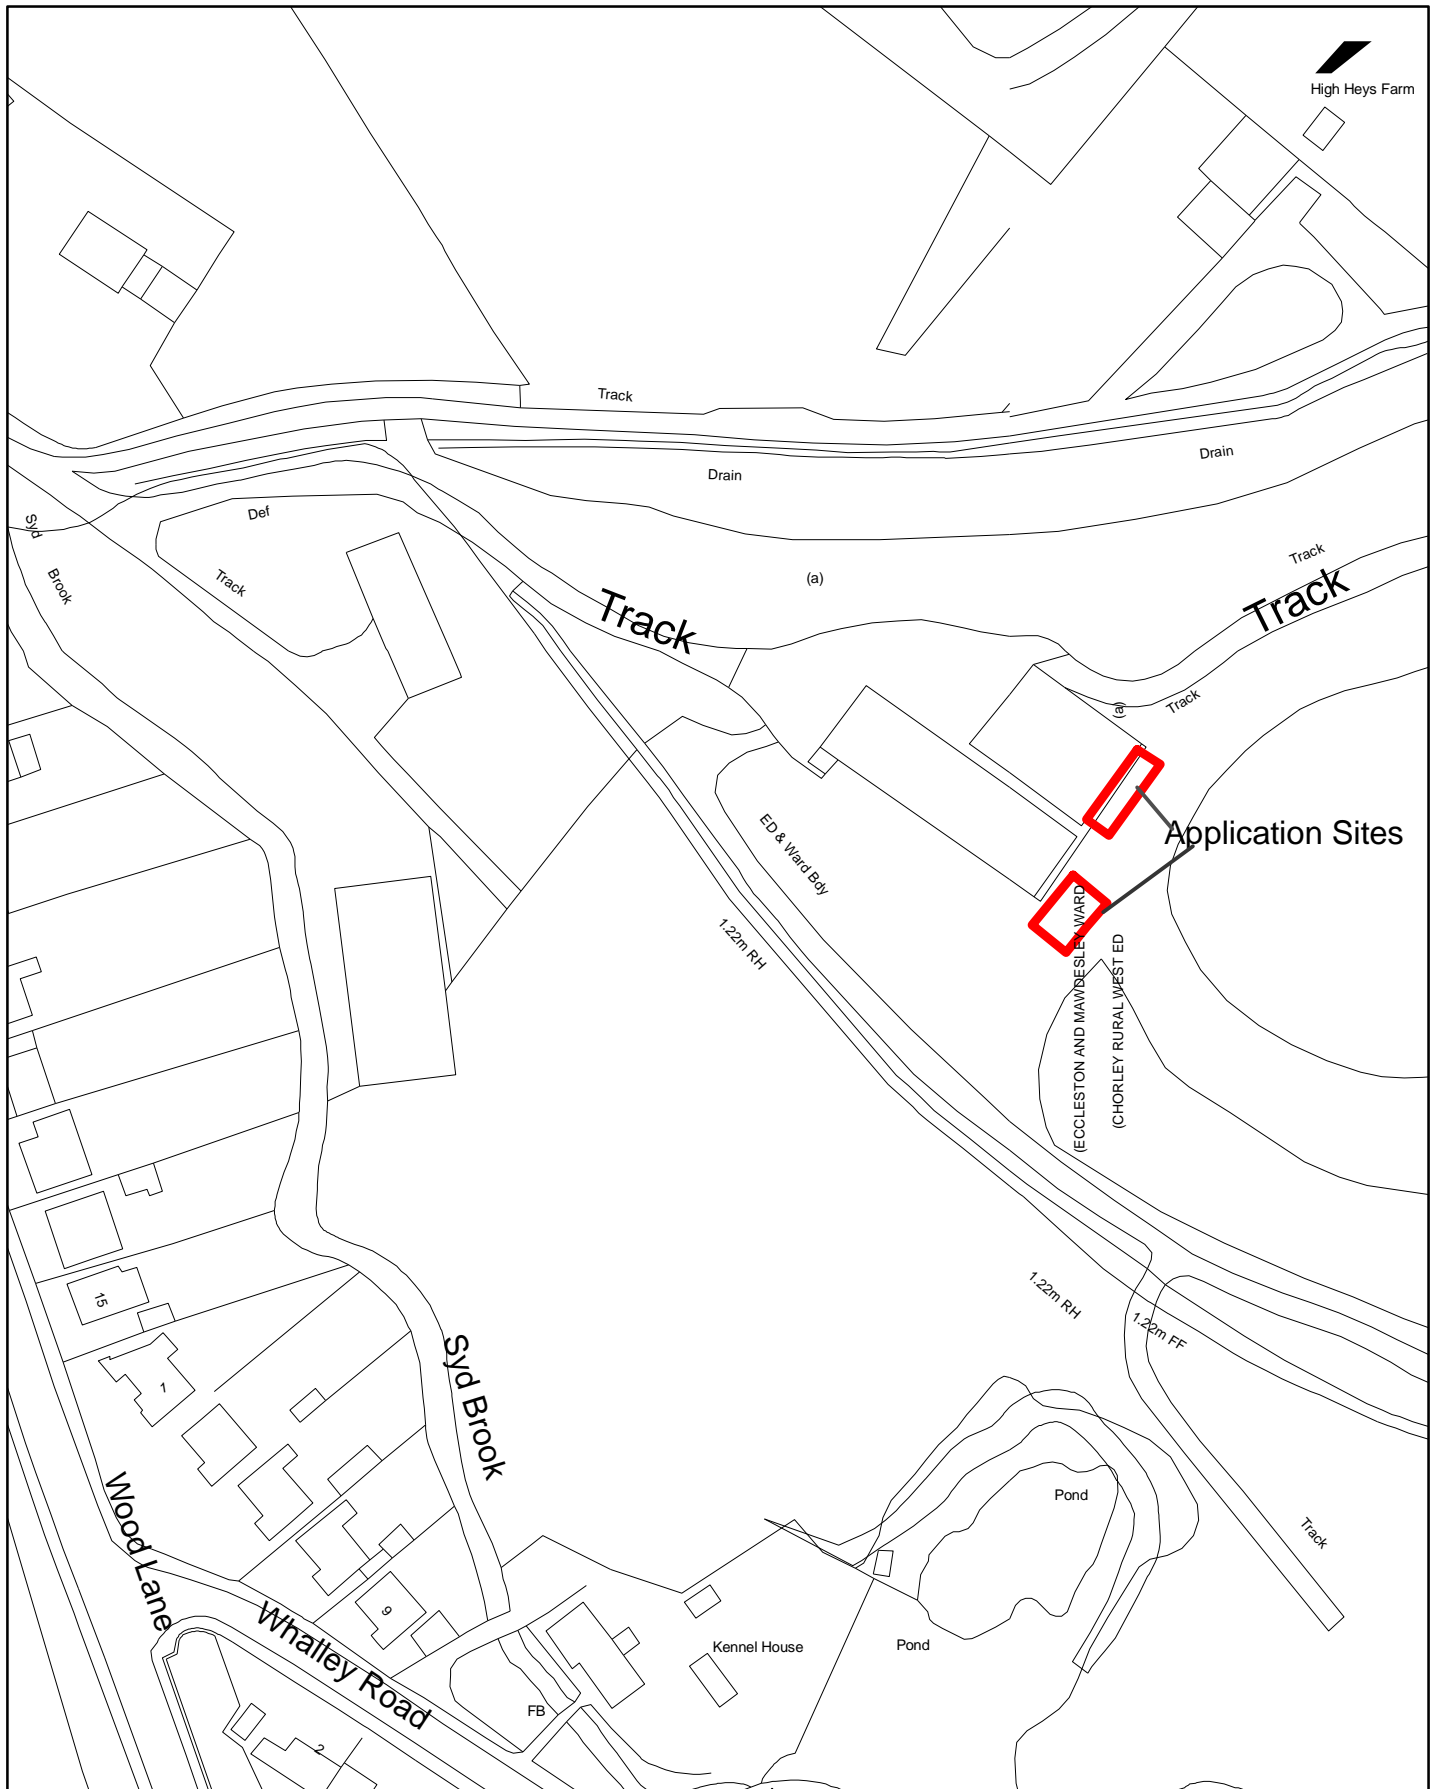 High Heys Farm
Track
Drain
Drain
Def
Syd
Brook
Track
(a)
Track
Track
Track
Track
(a)
Application Sites
ED & Ward Bdy
1.22m RH
(ECCLESTON AND MAWDESLEY WARD
(CHORLEY RURAL WEST ED
15
1.22m RH
1.22m FF
1
Syd Brook
Wood Lane
Pond
Track
9
Whalley Road
Kennel House
Pond
FB
2